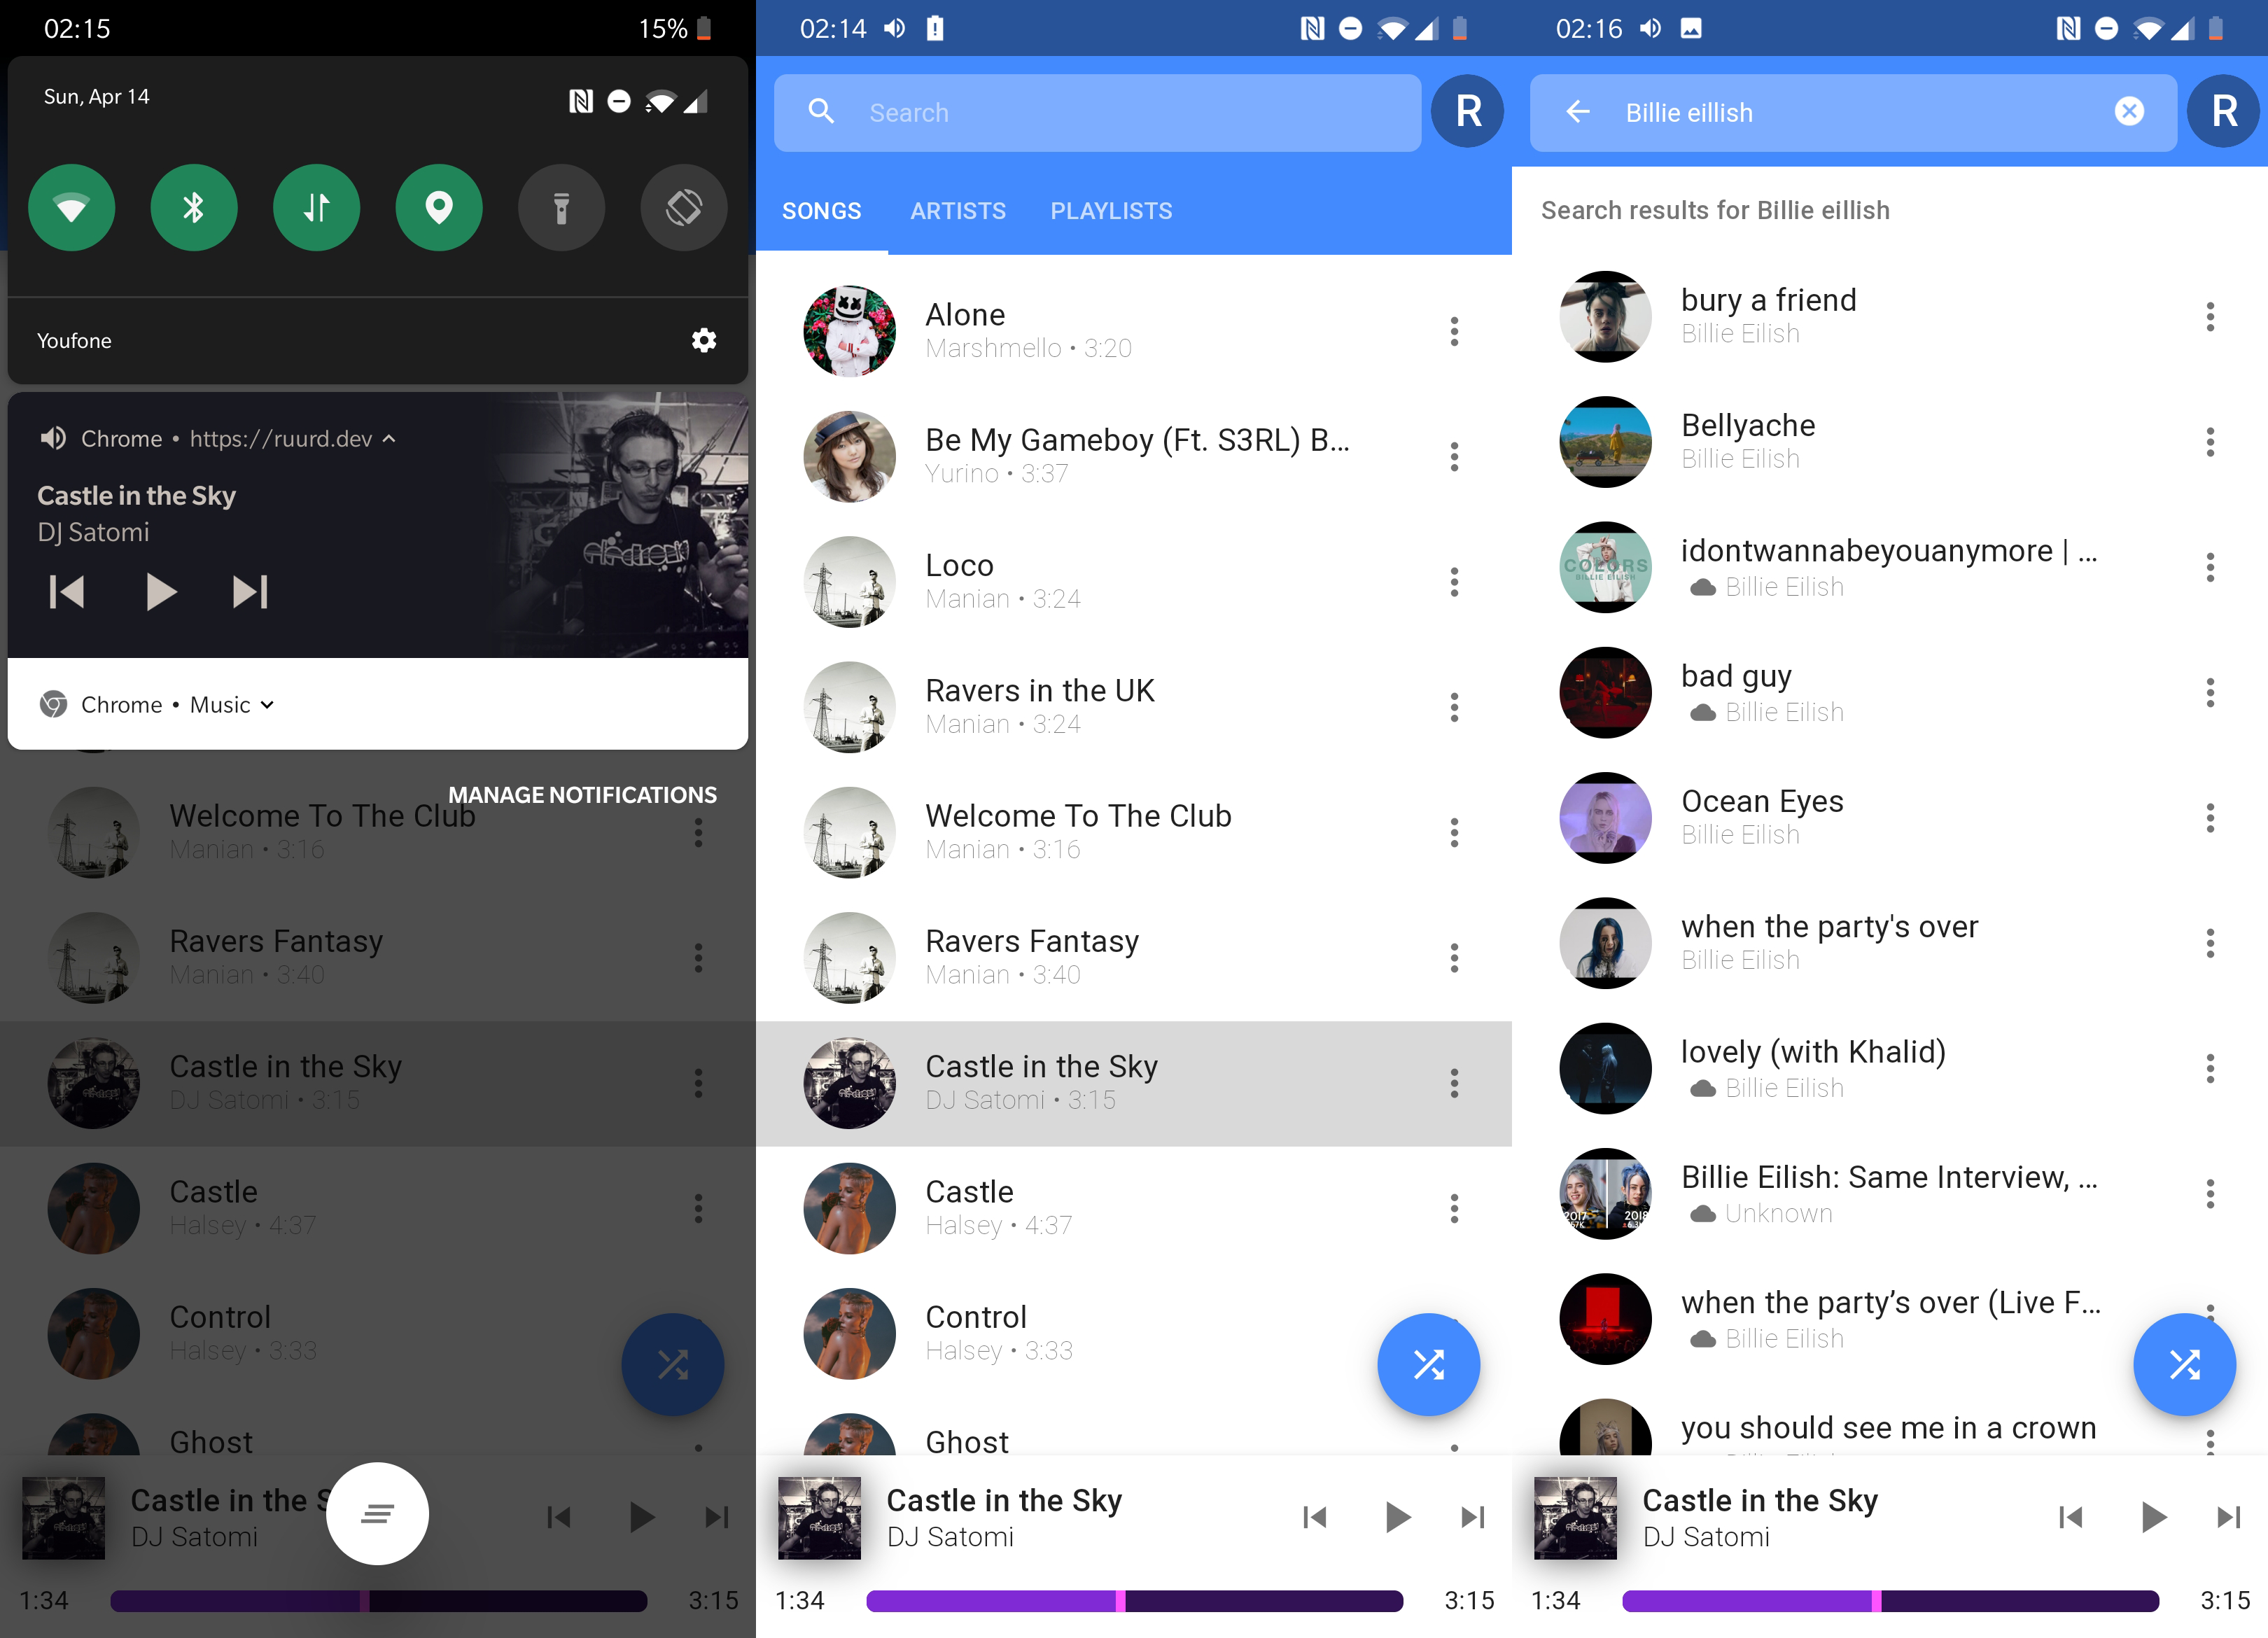 02:15
15%
Sun, Apr 14
Youfone
Chrome • https://ruurd.dev
Castle in the Sky
DJ Satomi
Chrome • Music
MANAGE NOTIFICATIONS
Welcome To The Club
Manian • 3:16
Ravers Fantasy
Manian • 3:40
Castle in the Sky
DJ Satomi • 3:15
Castle
Halsey • 4:37
Control
Halsey • 3:33
Ghost
Castle in the S
DJ Satomi
1:34
3:15
02:14
Search
R
SONGS
ARTISTS
PLAYLISTS
Alone
Marshmello • 3:20
Be My Gameboy (Ft. S3RL) B...
Yurino • 3:37
Loco
Manian • 3:24
Ravers in the UK
Manian • 3:24
Welcome To The Club
Manian • 3:16
Ravers Fantasy
Manian • 3:40
Castle in the Sky
DJ Satomi • 3:15
Castle
Halsey • 4:37
Control
Halsey • 3:33
Ghost
Castle in the Sky
DJ Satomi
1:34
3:15
02:16
Billie eillish
R
Search results for Billie eillish
bury a friend
Billie Eilish
Bellyache
Billie Eilish
COLORS
BILLIE EILISH
idontwannabeyouanymore | ...
Billie Eilish
bad guy
Billie Eilish
Ocean Eyes
Billie Eilish
when the party's over
Billie Eilish
lovely (with Khalid)
Billie Eilish
2017
2018
Billie Eilish: Same Interview, ...
Unknown
when the party’s over (Live F...
Billie Eilish
you should see me in a crown
Castle in the Sky
DJ Satomi
1:34
3:15